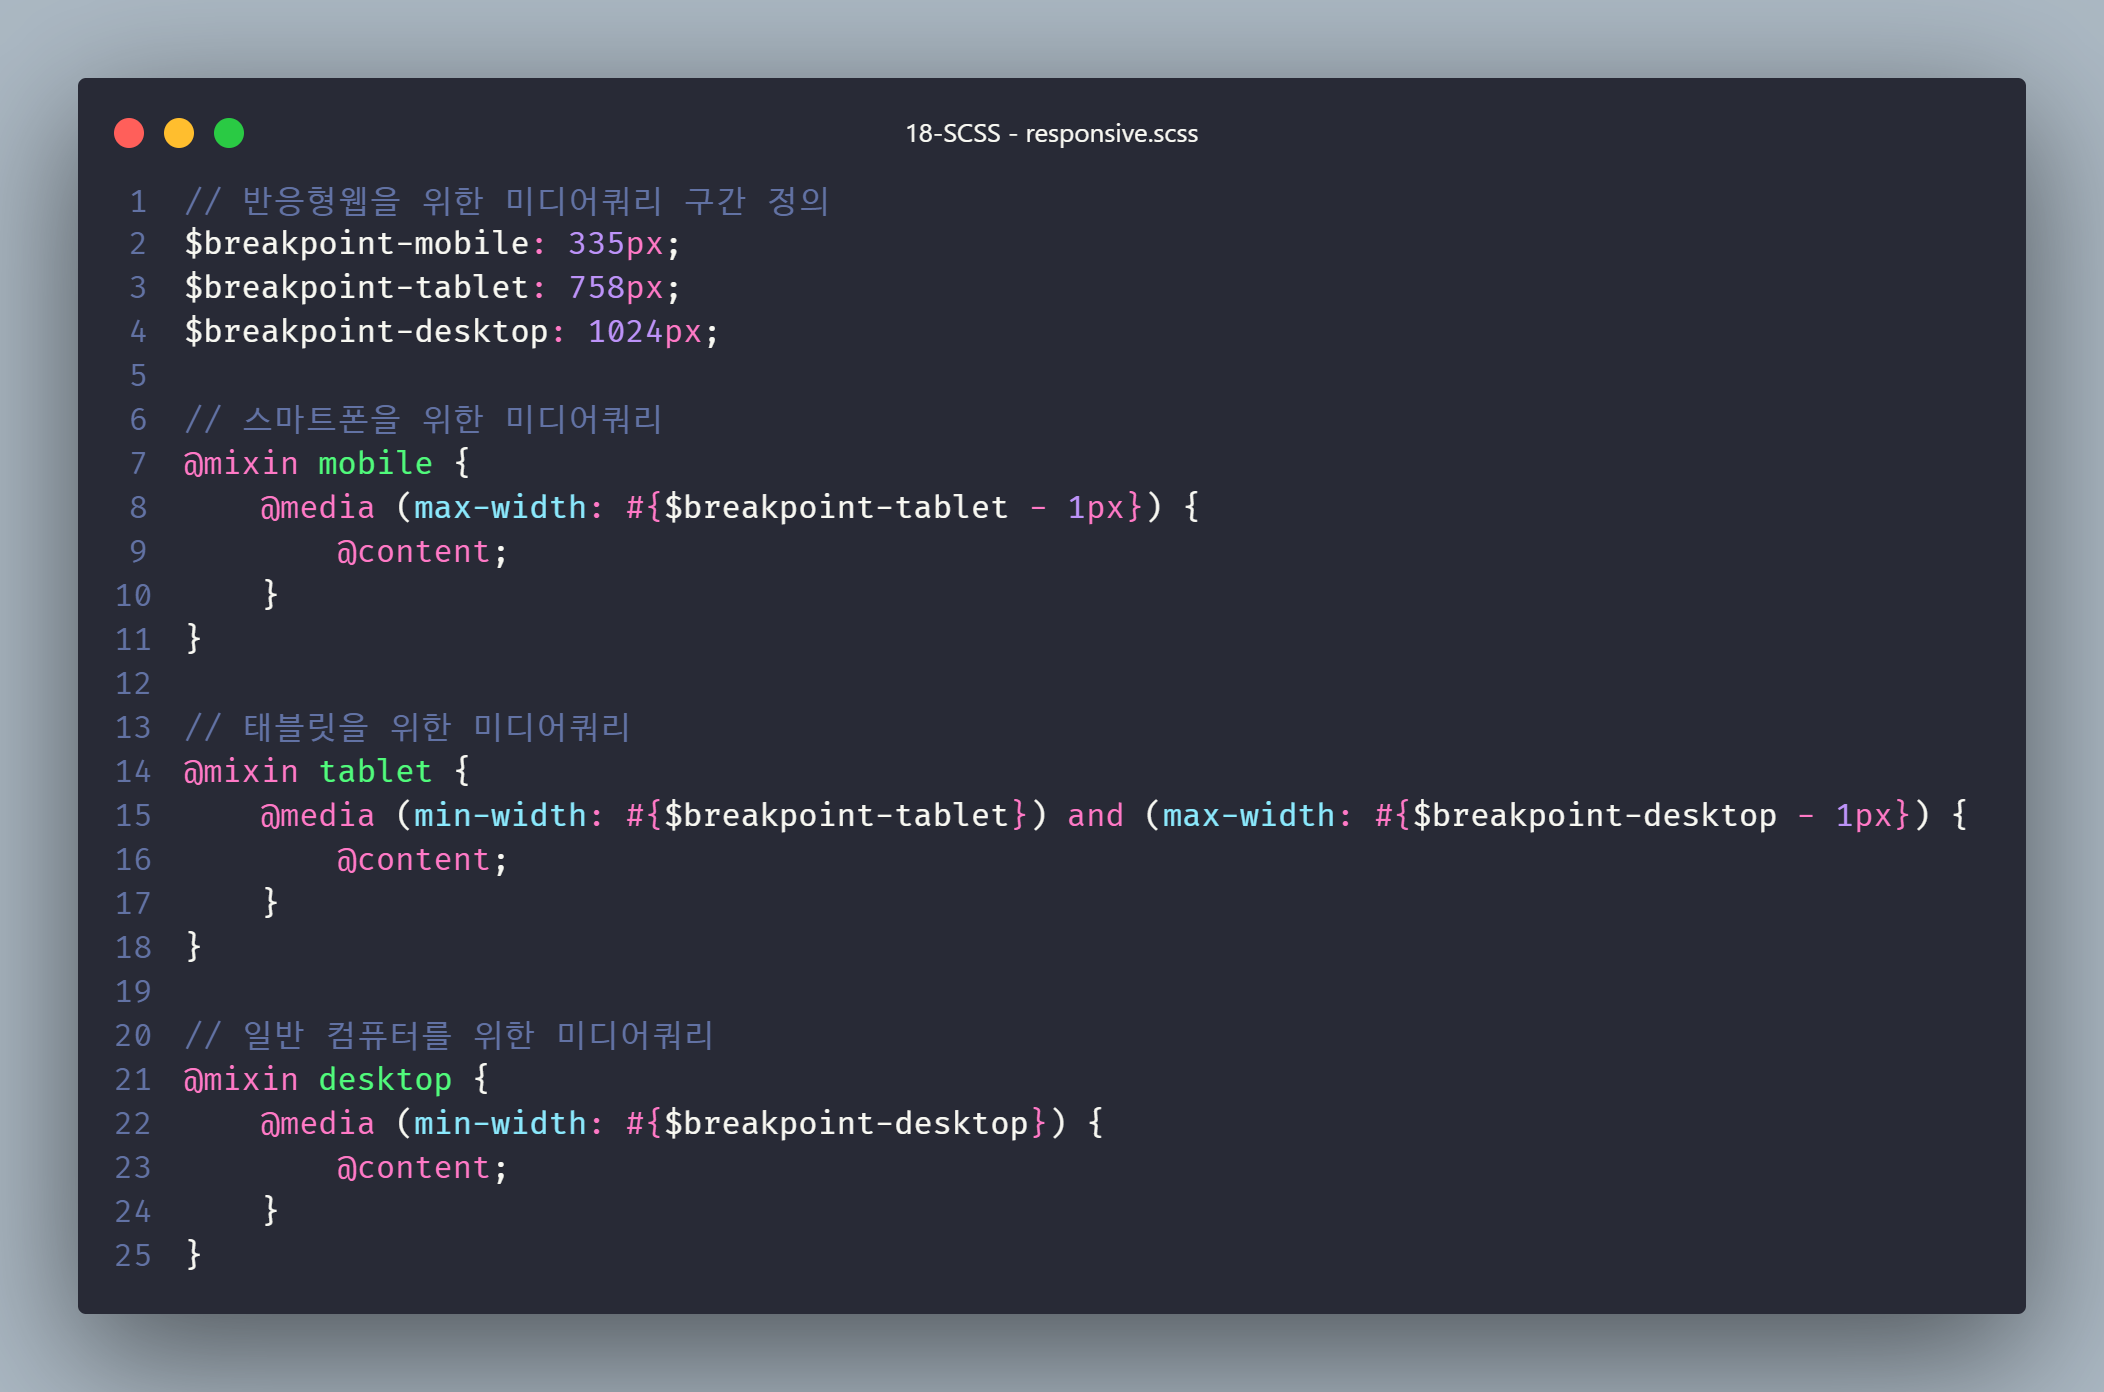 18-SCSS - responsive.scss
1 // 반응형웹을 위한 미디어쿼리 구간 정의
2 $breakpoint-mobile: 335px;
3 $breakpoint-tablet: 758px;
4 $breakpoint-desktop: 1024px;
5
6 // 스마트폰을 위한 미디어쿼리
7 @mixin mobile {
8     @media (max-width: #{$breakpoint-tablet - 1px}) {
9         @content;
10     }
11 }
12
13 // 태블릿을 위한 미디어쿼리
14 @mixin tablet {
15     @media (min-width: #{$breakpoint-tablet}) and (max-width: #{$breakpoint-desktop - 1px}) {
16         @content;
17     }
18 }
19
20 // 일반 컴퓨터를 위한 미디어쿼리
21 @mixin desktop {
22     @media (min-width: #{$breakpoint-desktop}) {
23         @content;
24     }
25 }